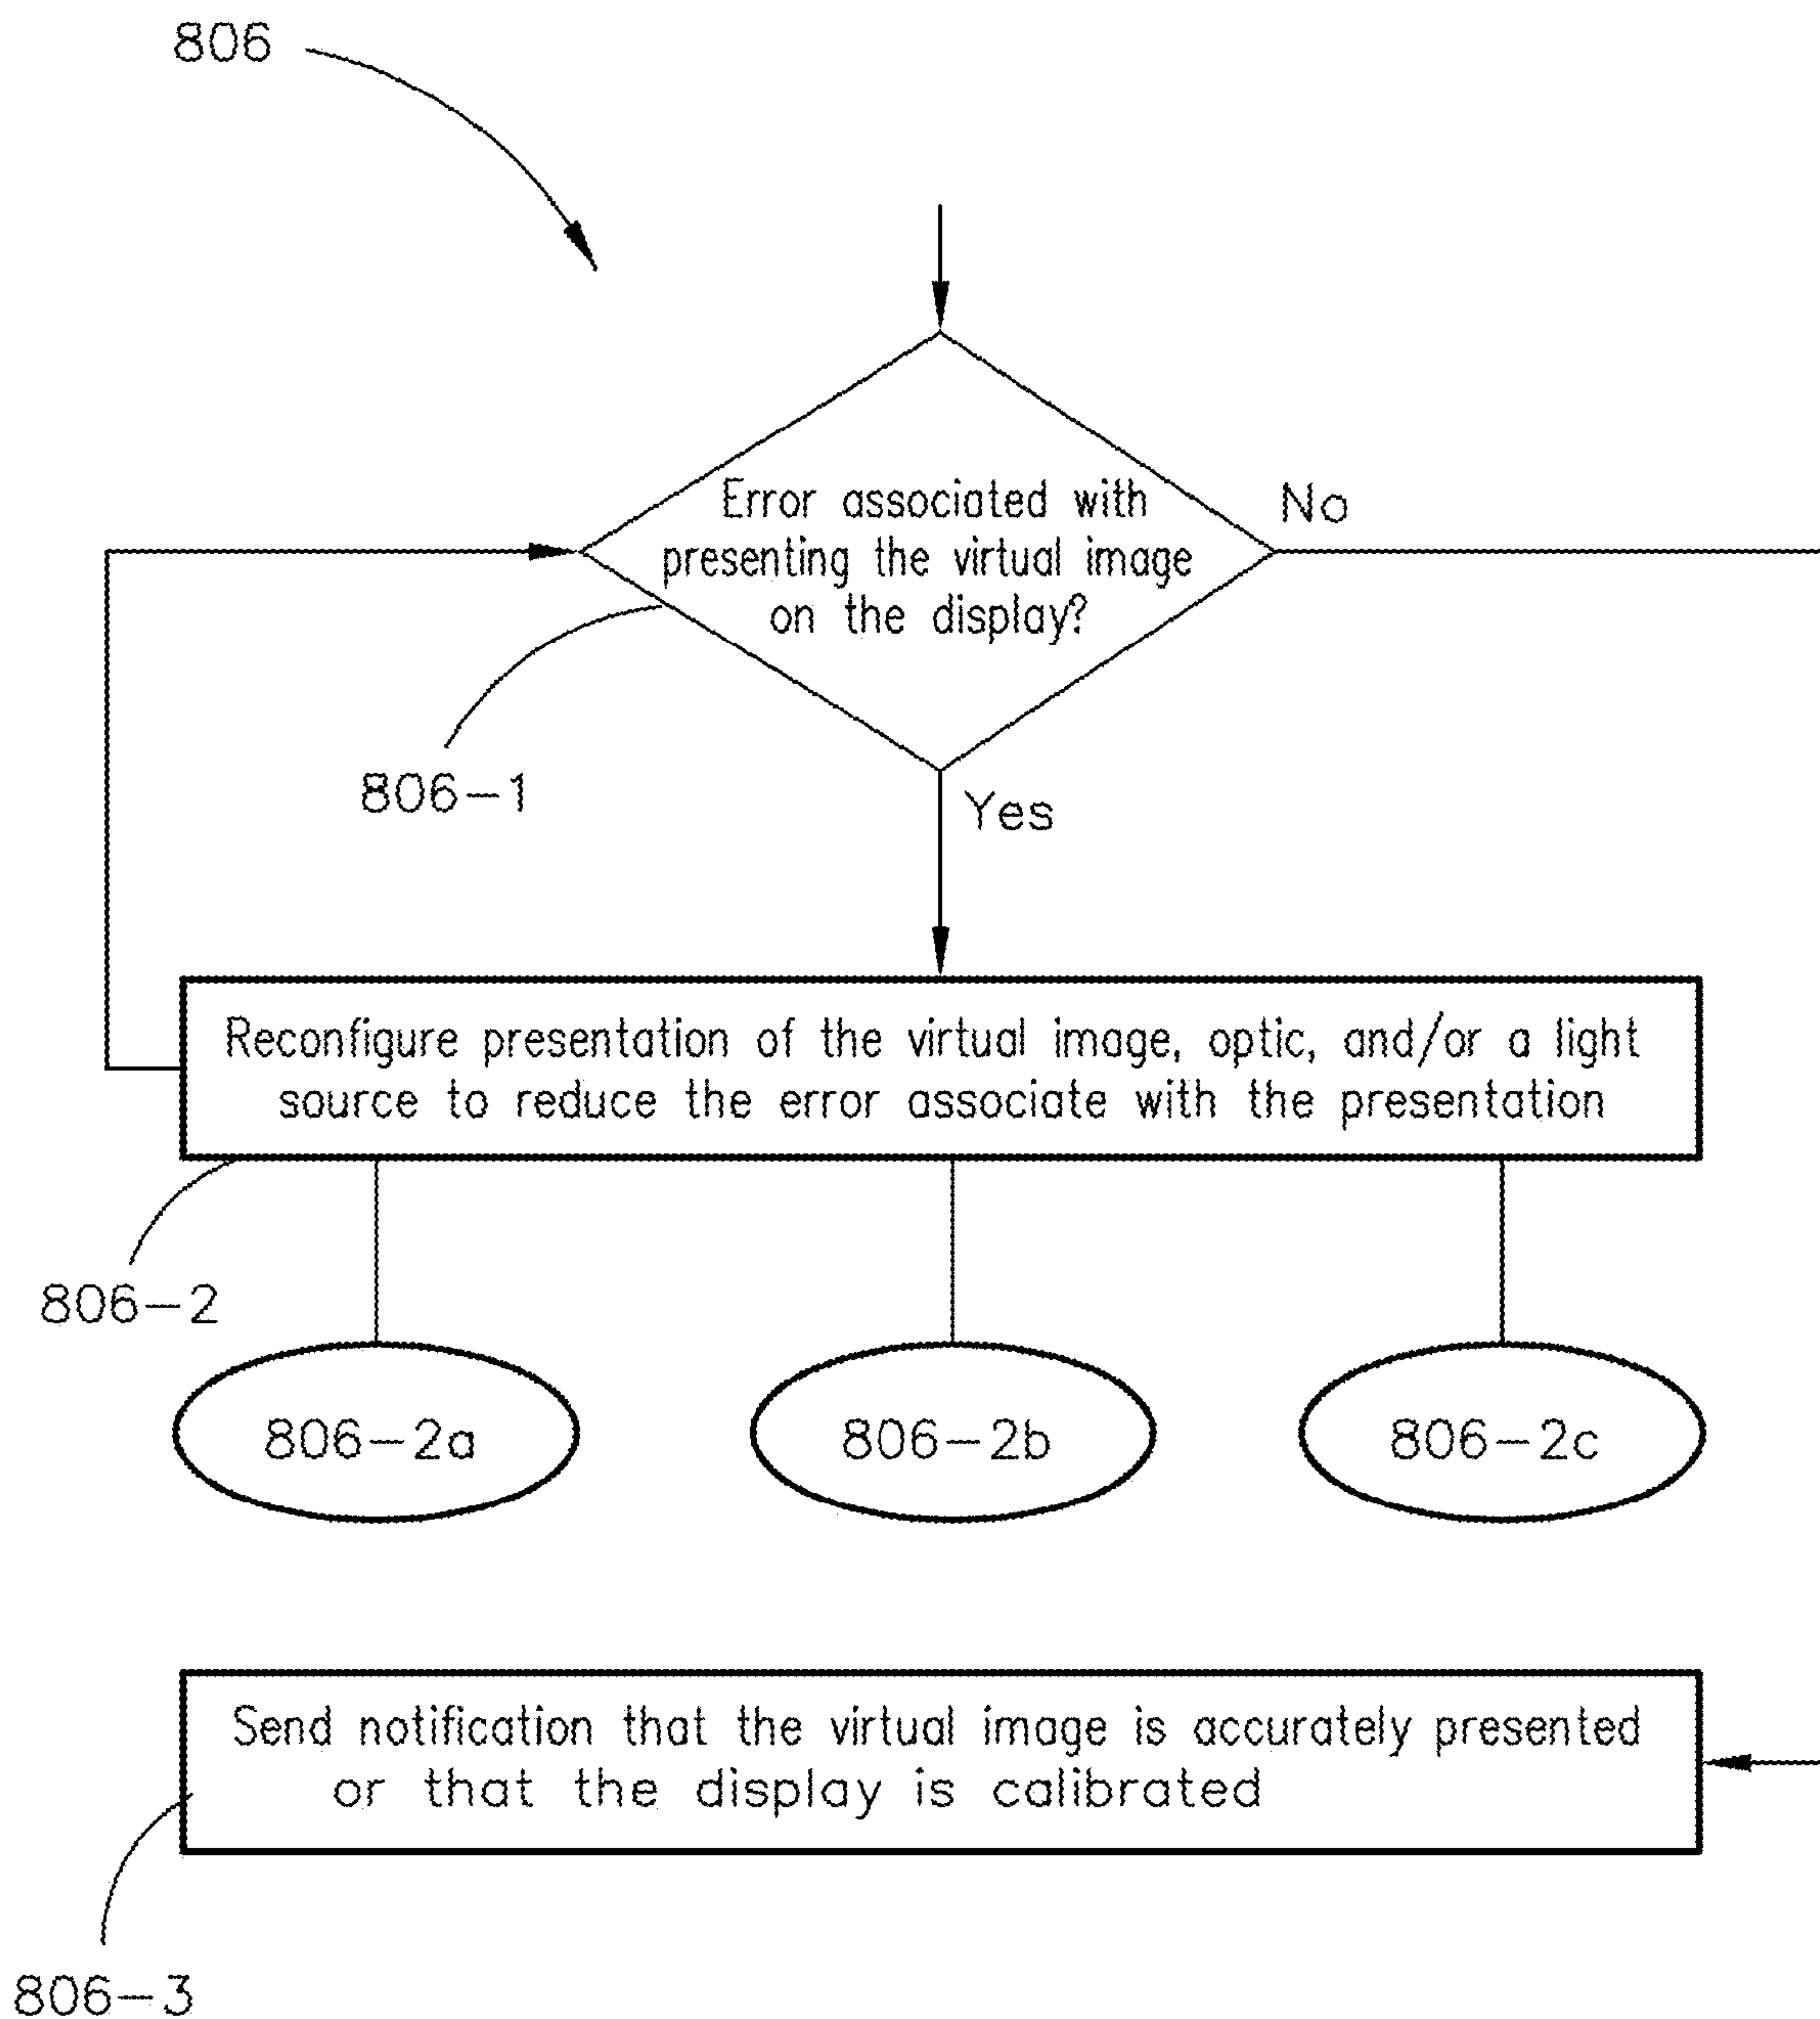 806
Error associated with
presenting the virtual image
on the display?
No
806-1
Yes
Reconfigure presentation of the virtual image, optic, and/or a light
source to reduce the error associate with the presentation
806-2
806-2a
806-2b
806-2c
Send notification that the virtual image is accurately presented
or that the display is calibrated
806-3